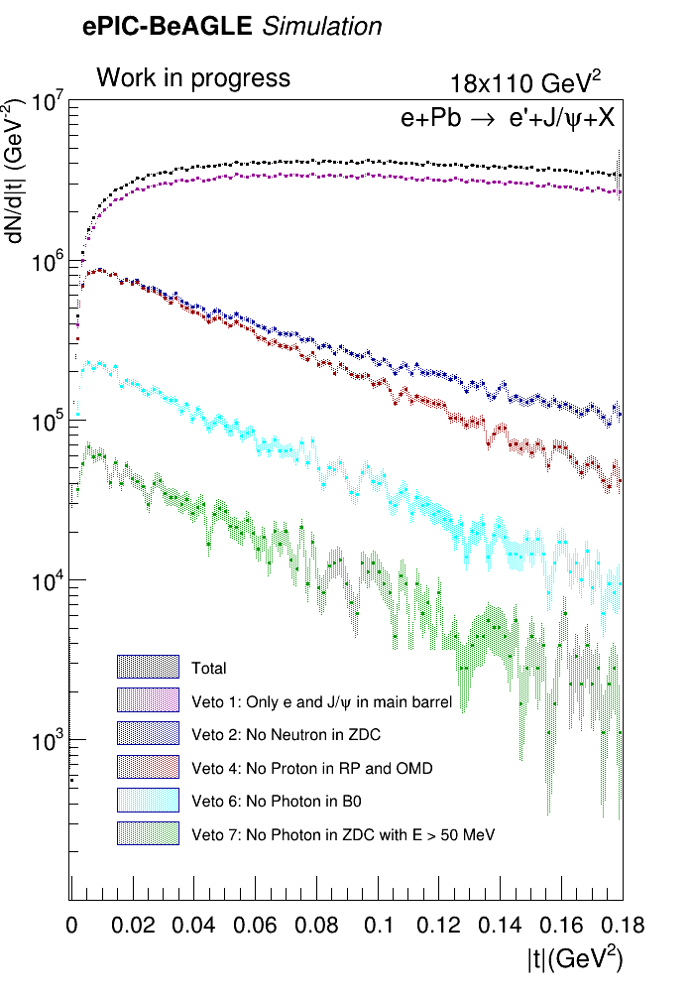 ePIC-BeAGLE Simulation
Work in progress
18x110 GeV²
e+Pb → e'+J/ψ+X
dN/d|t| (GeV⁻²)
10⁷
10⁶
10⁵
10⁴
10³
Total
Veto 1: Only e and J/ψ in main barrel
Veto 2: No Neutron in ZDC
Veto 4: No Proton in RP and OMD
Veto 6: No Photon in B0
Veto 7: No Photon in ZDC with E > 50 MeV
0 0.02 0.04 0.06 0.08 0.1 0.12 0.14 0.16 0.18
|t|(GeV²)